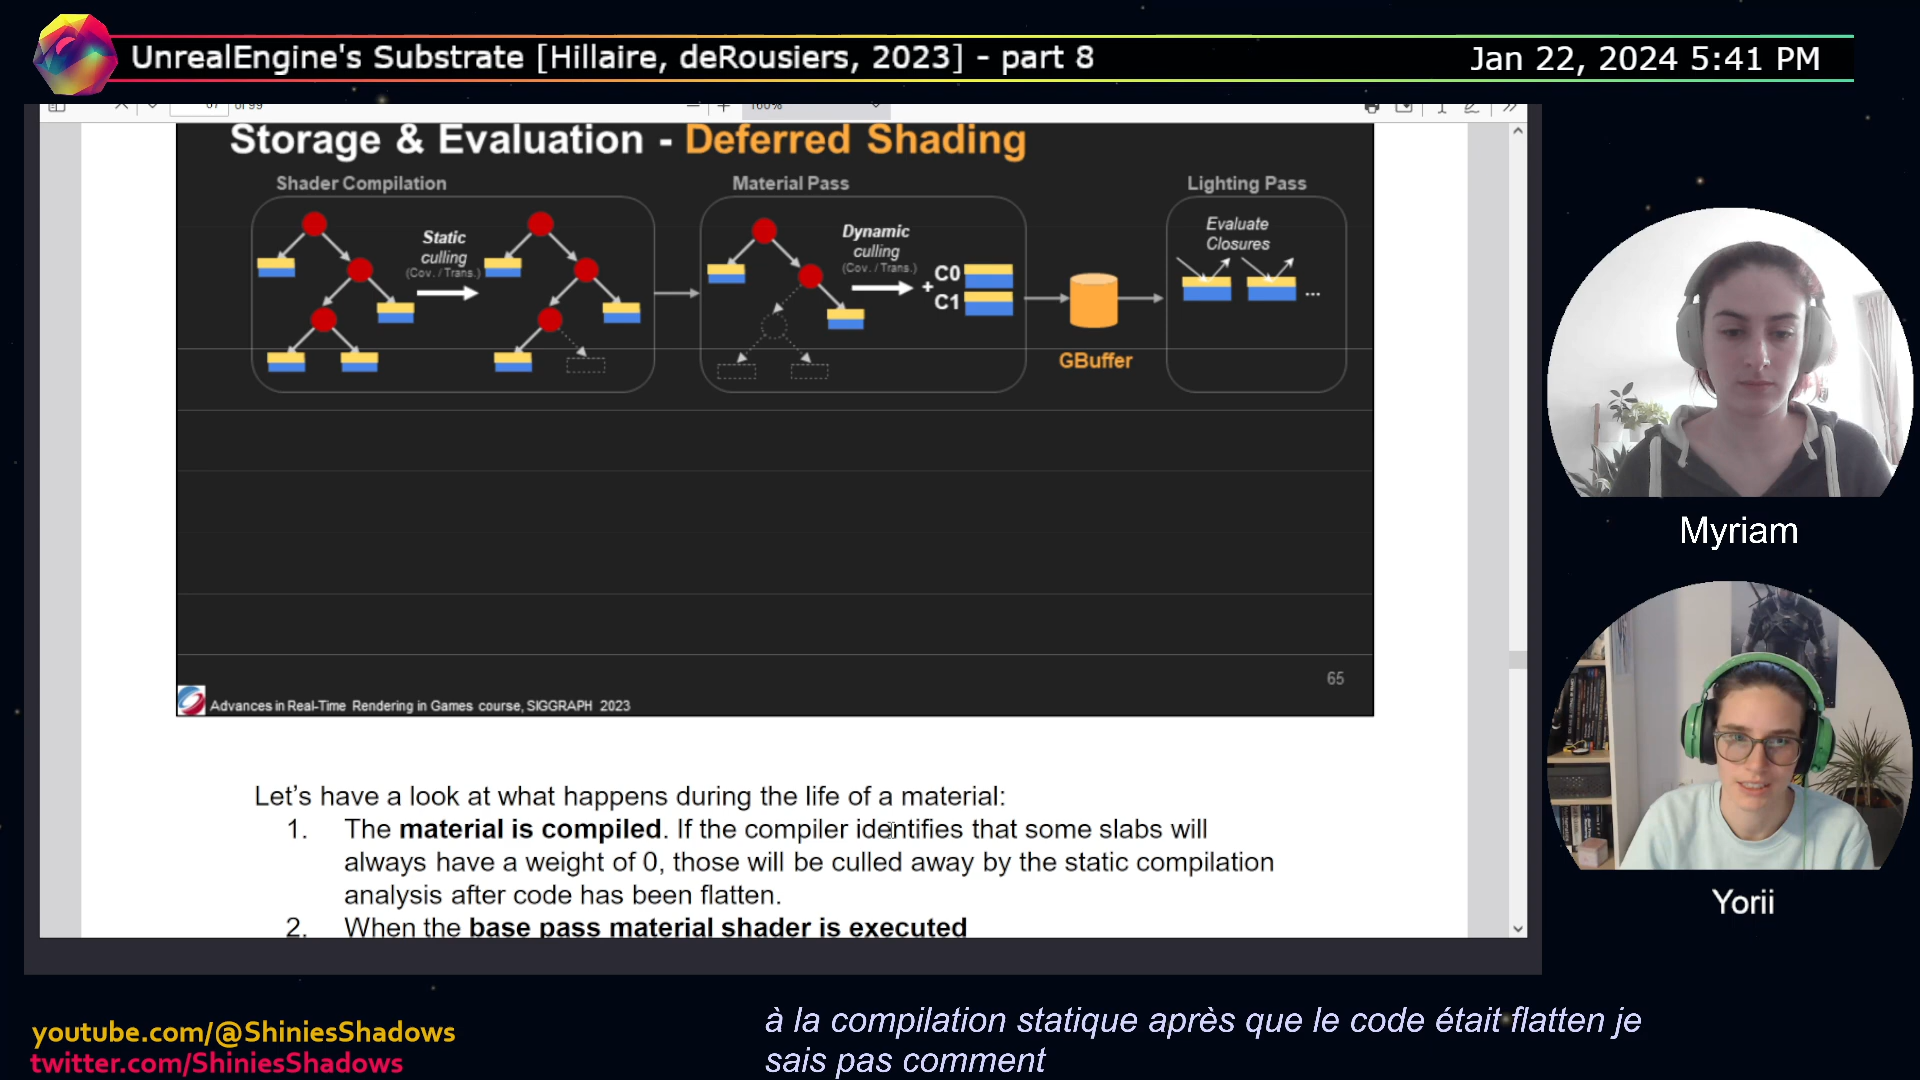 UnrealEngine's Substrate [Hillaire, deRousiers, 2023] - part 8
Jan 22, 2024 5:41 PM
Storage & Evaluation - Deferred Shading
Shader Compilation
Material Pass
Lighting Pass
Static
culling
(Cov. / Trans.)
Dynamic
culling
(Cov. / Trans.)
+
C0
C1
GBuffer
Evaluate
Closures
...
65
Advances in Real-Time Rendering in Games course, SIGGRAPH 2023
Let's have a look at what happens during the life of a material:
1. The material is compiled. If the compiler identifies that some slabs will
always have a weight of 0, those will be culled away by the static compilation
analysis after code has been flatten.
2. When the base pass material shader is executed
Myriam
Yorii
youtube.com/@ShiniesShadows
twitter.com/ShiniesShadows
à la compilation statique après que le code était flatten je
sais pas comment